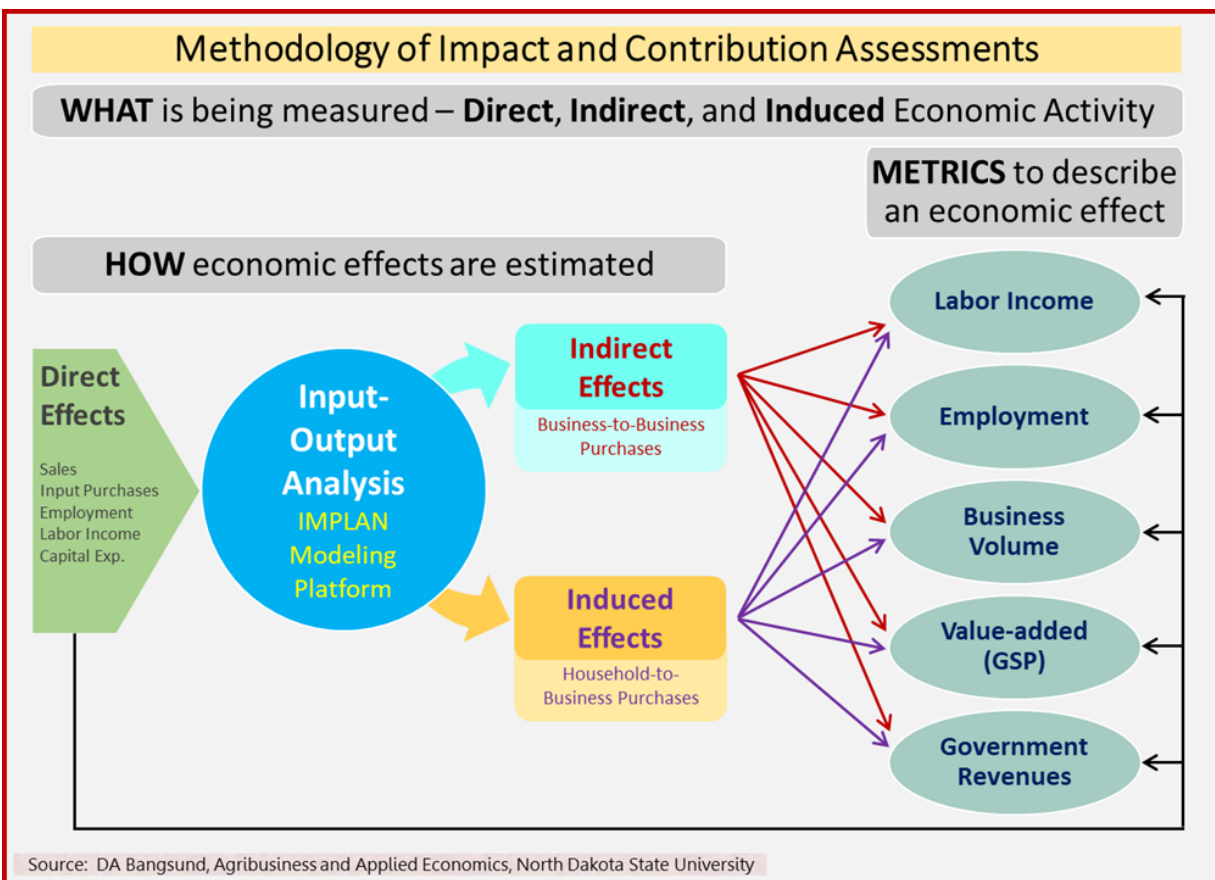 Methodology of Impact and Contribution Assessments
WHAT is being measured – Direct, Indirect, and Induced Economic Activity
METRICS to describe
an economic effect
HOW economic effects are estimated
Direct
Effects
Sales
Input Purchases
Employment
Labor Income
Capital Exp.
Input-
Output
Analysis
IMPLAN
Modeling
Platform
Indirect
Effects
Business-to-Business
Purchases
Induced
Effects
Household-to-
Business Purchases
Labor Income
Employment
Business
Volume
Value-added
(GSP)
Government
Revenues
Source:  DA Bangsund, Agribusiness and Applied Economics, North Dakota State University